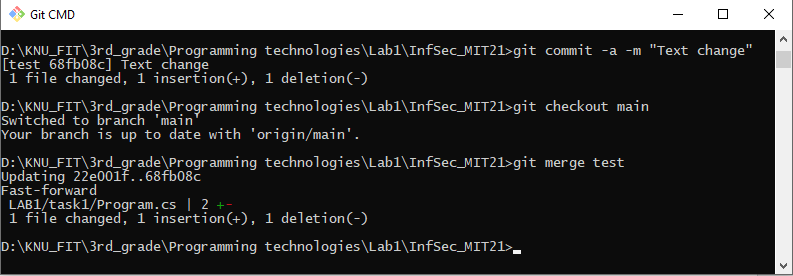 Git CMD
D:\KNU_FIT\3rd_grade\Programming technologies\Lab1\InfSec_MIT21>git commit -a -m "Text change"
[test 68fb08c] Text change
 1 file changed, 1 insertion(+), 1 deletion(-)
D:\KNU_FIT\3rd_grade\Programming technologies\Lab1\InfSec_MIT21>git checkout main
Switched to branch 'main'
Your branch is up to date with 'origin/main'.
D:\KNU_FIT\3rd_grade\Programming technologies\Lab1\InfSec_MIT21>git merge test
Updating 22e001f..68fb08c
Fast-forward
 LAB1/task1/Program.cs | 2 +-
 1 file changed, 1 insertion(+), 1 deletion(-)
D:\KNU_FIT\3rd_grade\Programming technologies\Lab1\InfSec_MIT21>